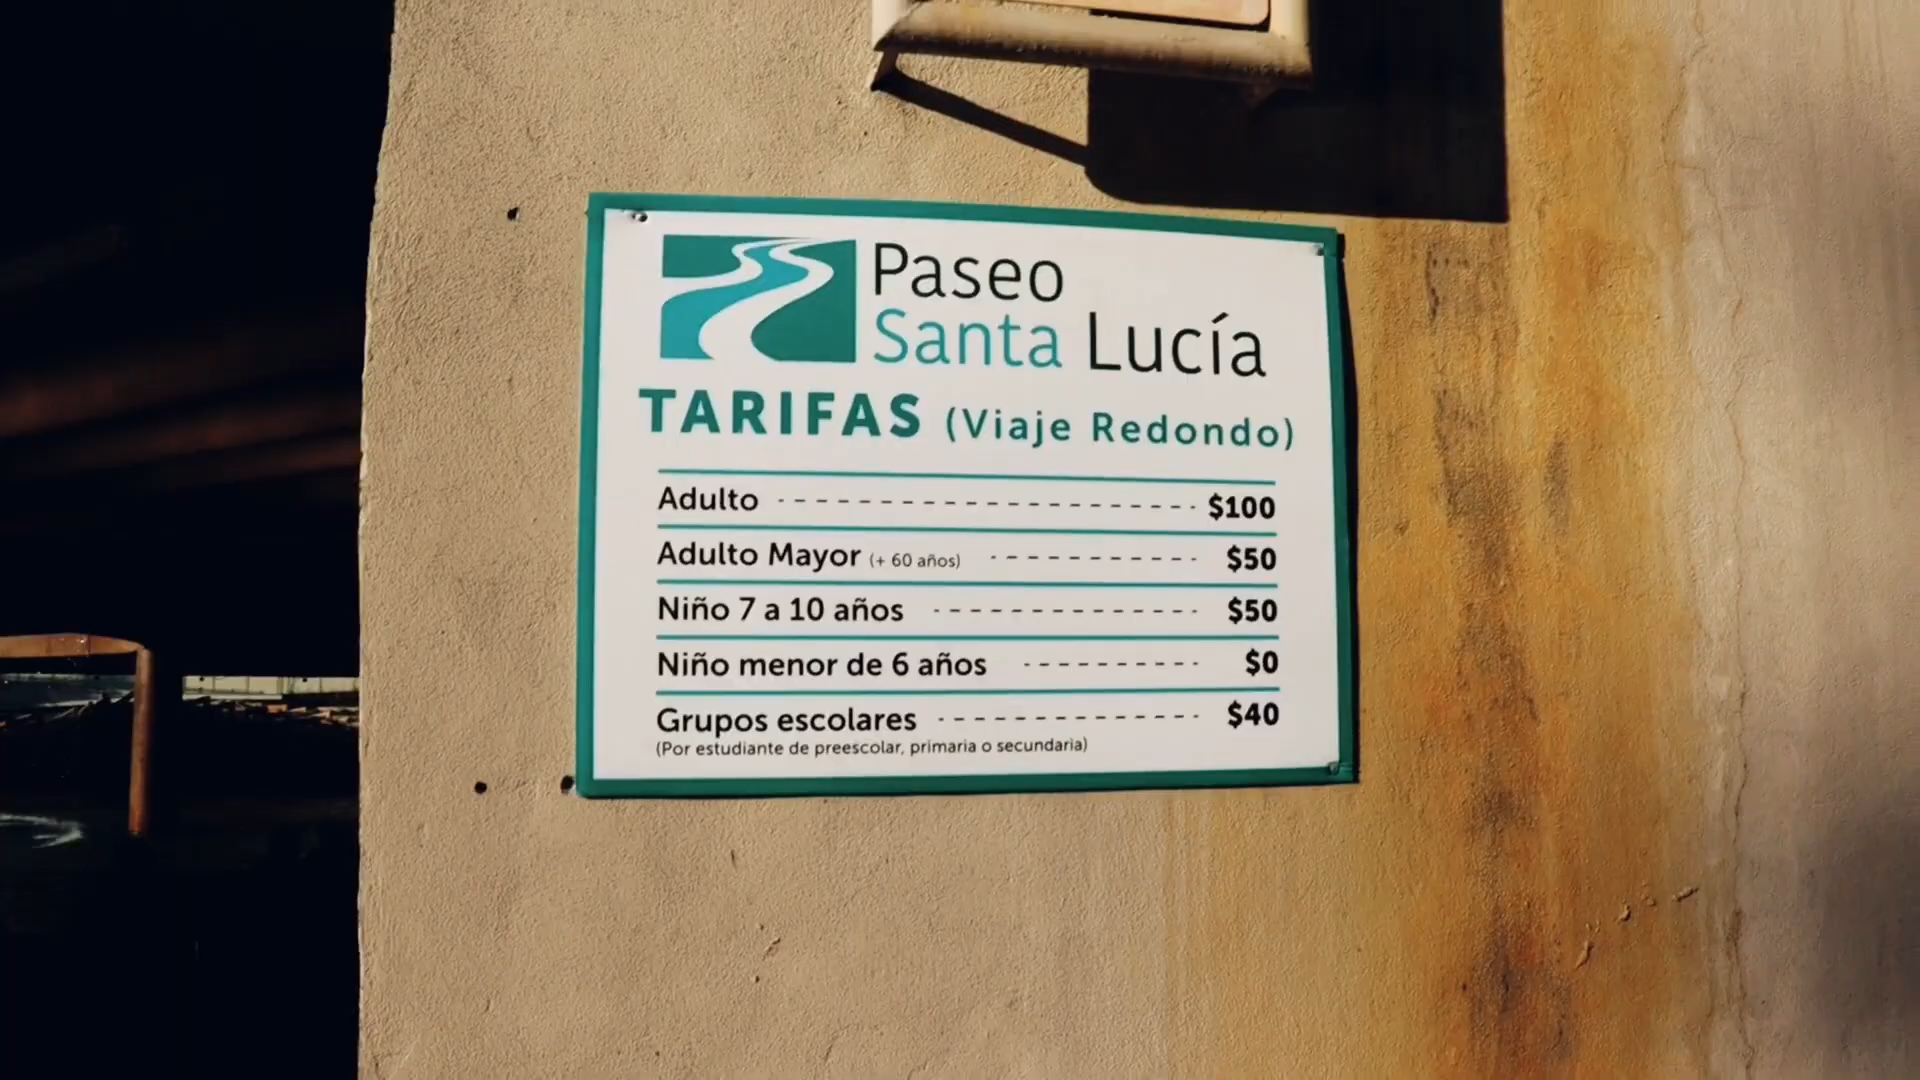 Paseo
Santa Lucía
TARIFAS (Viaje Redondo)
Adulto $100
Adulto Mayor (+ 60 años) $50
Niño 7 a 10 años $50
Niño menor de 6 años $0
Grupos escolares $40
(Por estudiante de preescolar, primaria o secundaria)